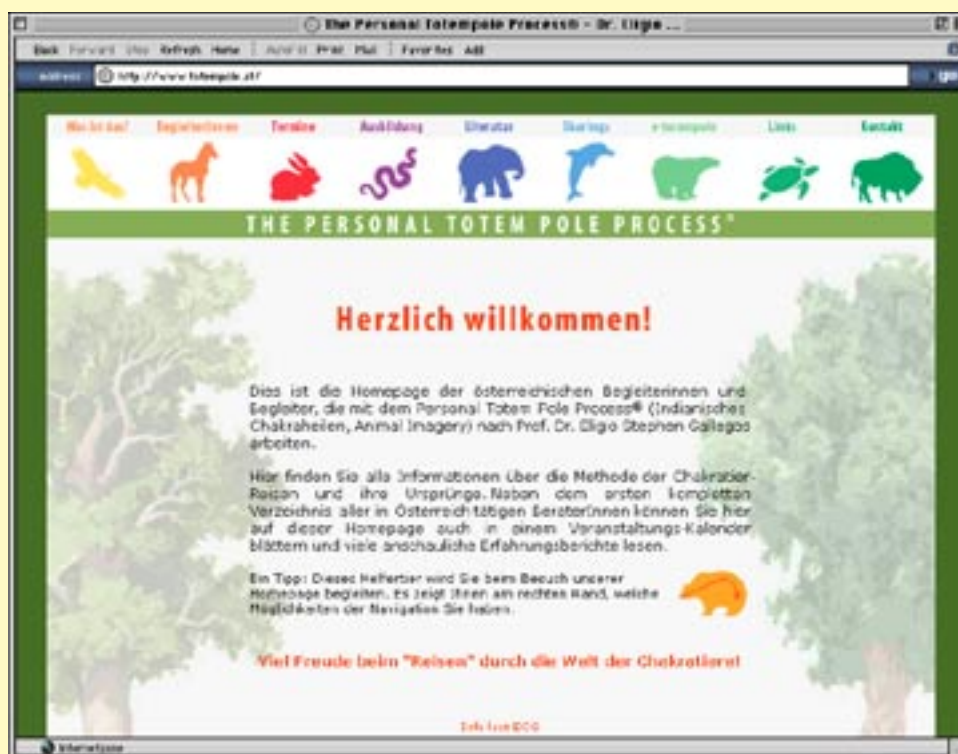 The Personal Totempole Process® - Dr. Eligio ...
Back Forward Stop Refresh Home Print Mail Favorites Add
Address http://www.totempole.at/ go
Was ist das? BegleiterInnen Termine Ausbildung Literatur Sharings e-totempole Links Kontakt
THE PERSONAL TOTEM POLE PROCESS®
Herzlich willkommen!
Dies ist die Homepage der österreichischen Begleiterinnen und
Begleiter, die mit dem Personal Totem Pole Process® (Indianisches
Chakraheilen, Animal Imagery) nach Prof. Dr. Eligio Stephen Gallegos
arbeiten.
Hier finden Sie alle Informationen über die Methode der Chakratier-
Reisen und ihre Ursprünge. Neben dem ersten kompletten
Verzeichnis aller in Österreich tätigen BeraterInnen können Sie hier
auf dieser Homepage auch in einem Veranstaltungs-Kalender
blättern und viele anschauliche Erfahrungsberichte lesen.
Ein Tipp: Dieses Helfertier wird Sie beim Besuch unserer
Homepage begleiten. Es zeigt Ihnen am rechten Rand, welche
Möglichkeiten der Navigation Sie haben.
Viel Freude beim "Reisen" durch die Welt der Chakratiere!
Internetzone